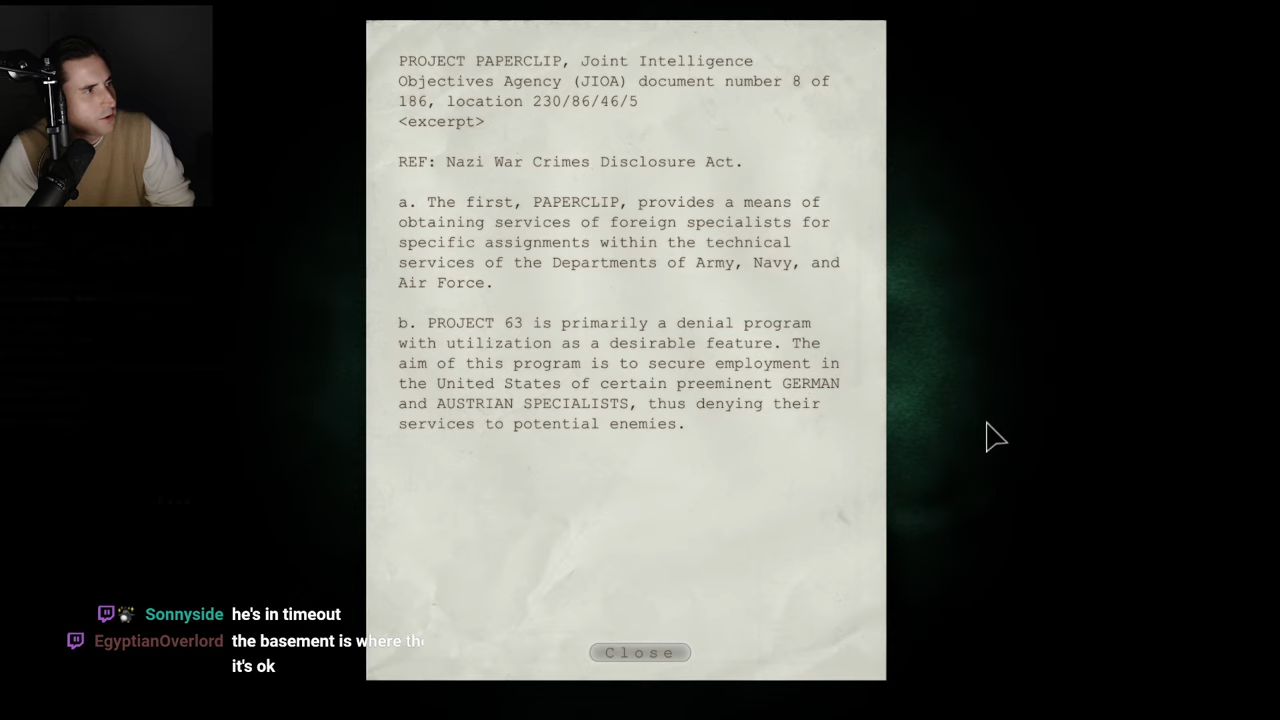 PROJECT PAPERCLIP, Joint Intelligence
Objectives Agency (JIOA) document number 8 of
186, location 230/86/46/5
<excerpt>
REF: Nazi War Crimes Disclosure Act.
a. The first, PAPERCLIP, provides a means of
obtaining services of foreign specialists for
specific assignments within the technical
services of the Departments of Army, Navy, and
Air Force.
b. PROJECT 63 is primarily a denial program
with utilization as a desirable feature. The
aim of this program is to secure employment in
the United States of certain preeminent GERMAN
and AUSTRIAN SPECIALISTS, thus denying their
services to potential enemies.
Sonnyside he's in timeout
EgyptianOverlord the basement is where
it's ok
Close